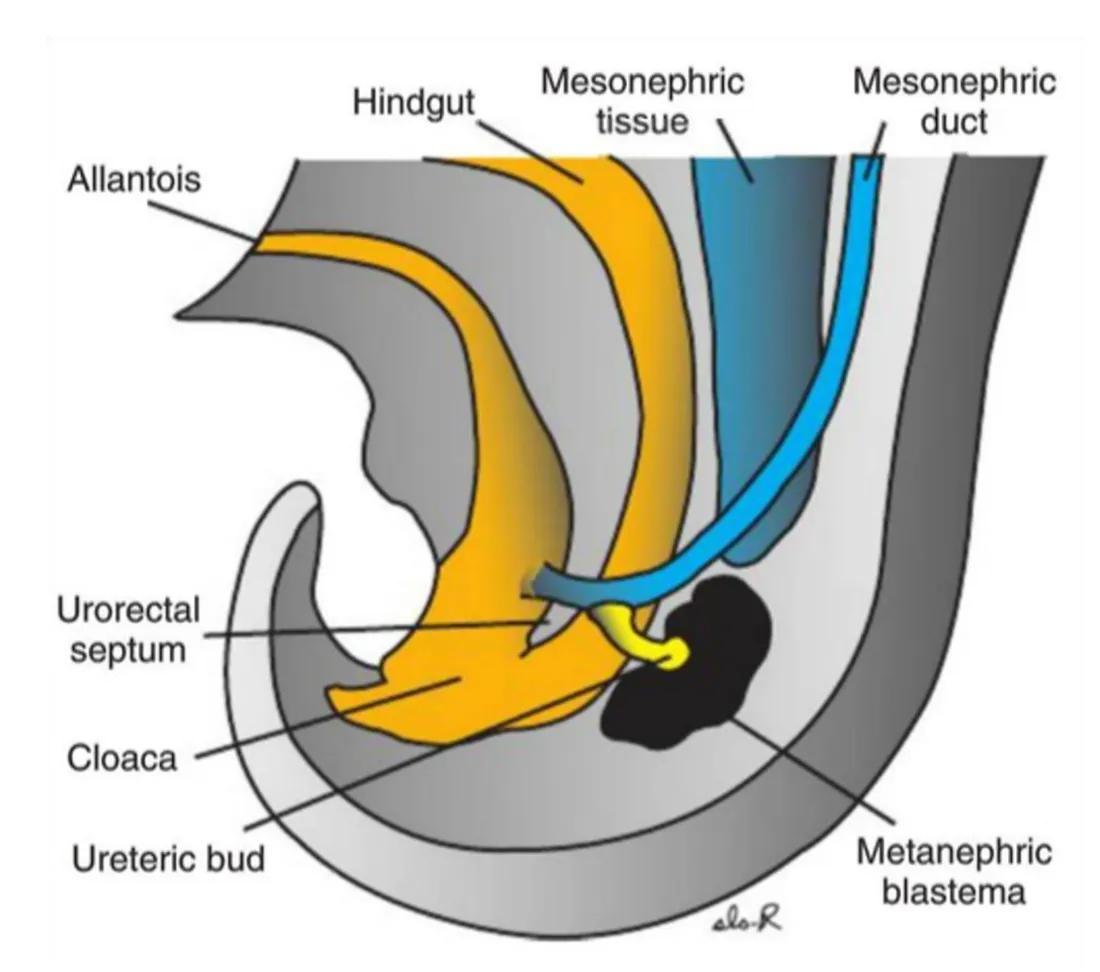 Mesonephric
tissue
Mesonephric
duct
Hindgut
Allantois
Urorectal
septum
Cloaca
Ureteric bud
Metanephric
blastema